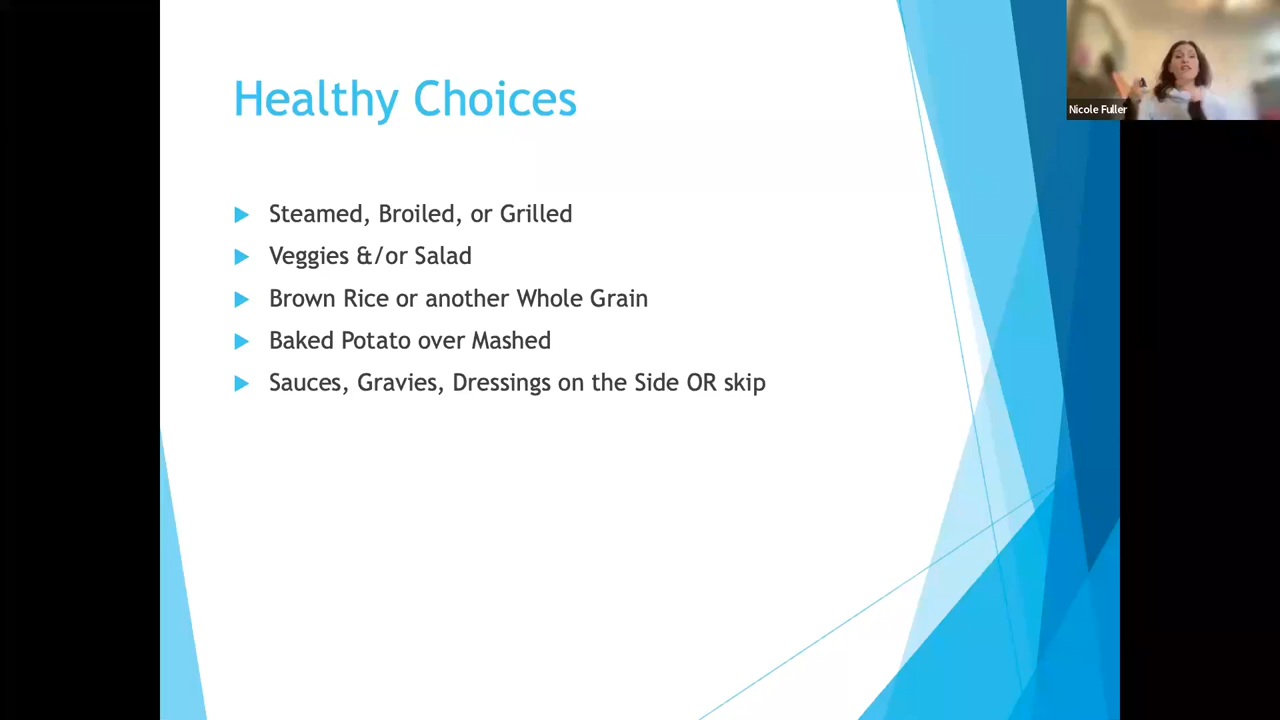 Healthy Choices
Steamed, Broiled, or Grilled
Veggies &/or Salad
Brown Rice or another Whole Grain
Baked Potato over Mashed
Sauces, Gravies, Dressings on the Side OR skip
Nicole Fuller